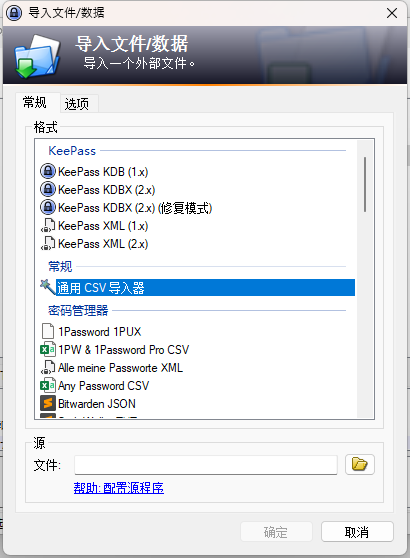 导入文件/数据
导入文件/数据
导入一个外部文件。
常规
选项
格式
KeePass
KeePass KDB (1.x)
KeePass KDBX (2.x)
KeePass KDBX (2.x) (修复模式)
KeePass XML (1.x)
KeePass XML (2.x)
常规
通用 CSV 导入器
密码管理器
1Password 1PUX
1PW & 1Password Pro CSV
Alle meine Passworte XML
Any Password CSV
Bitwarden JSON
源
文件:
帮助: 配置源程序
确定
取消